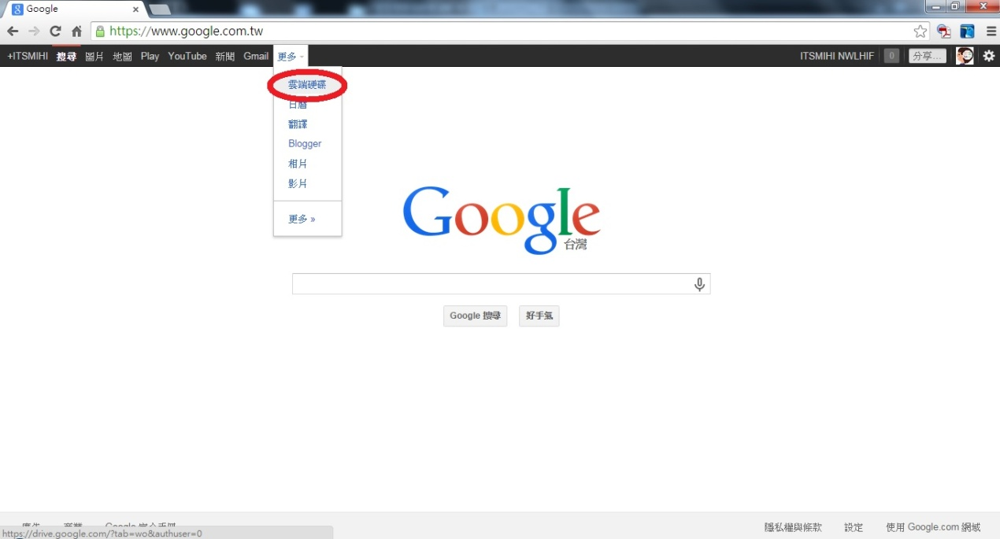 Google
https://www.google.com.tw
+ITSMIHI 搜尋 圖片 地圖 Play YouTube 新聞 Gmail 更多 ITSMIHI NWLHIF 0 分享...
雲端硬碟
日曆
翻譯
Blogger
相片
影片
更多 »
Google
台灣
Google 搜尋 好手氣
廣告 商業 Google 完全手冊 隱私權與條款 設定 使用 Google.com 網域
https://drive.google.com/?tab=wo&authuser=0